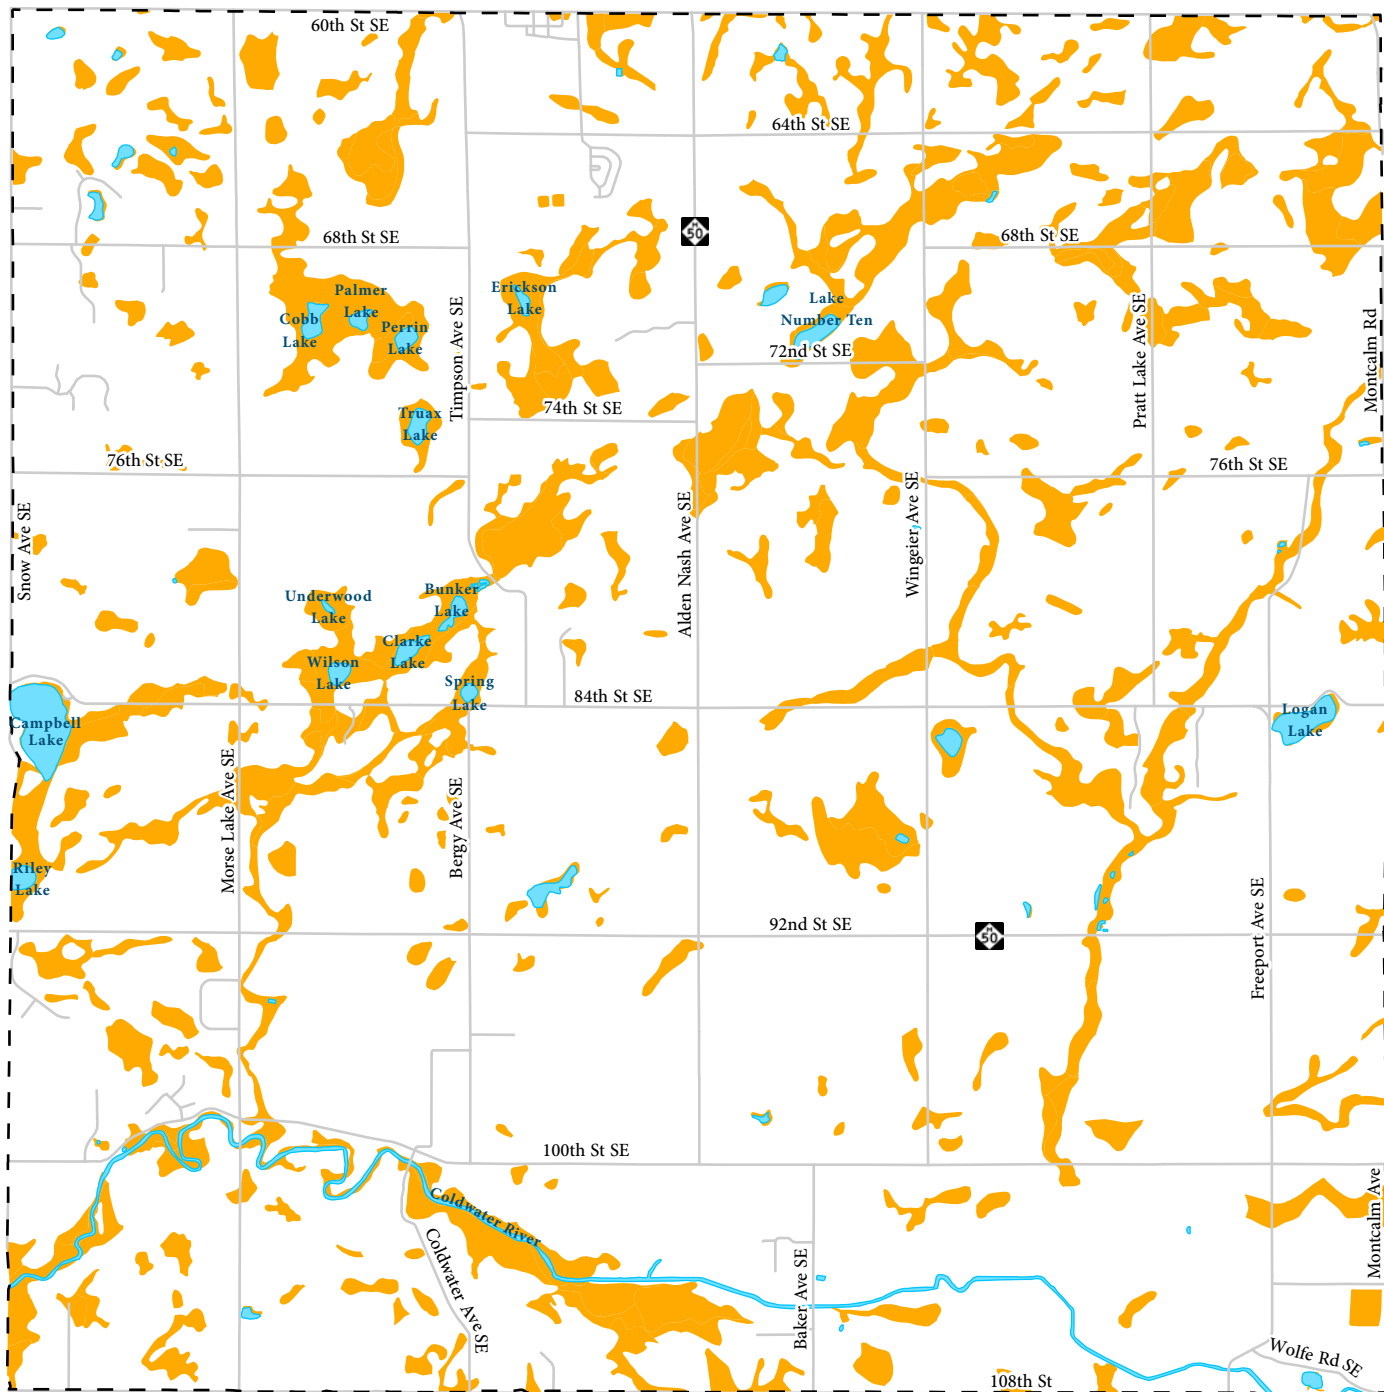 60th St SE
64th St SE
M
50
68th St SE
68th St SE
Palmer
Lake
Cobb
Lake
Perrin
Lake
Erickson
Lake
Lake
Number Ten
72nd St SE
Timpson Ave SE
Pratt Lake Ave SE
Montcalm Rd
Truax
Lake
74th St SE
76th St SE
76th St SE
Snow Ave SE
Alden Nash Ave SE
Wingeier Ave SE
Underwood
Lake
Bunker
Lake
Clarke
Lake
Wilson
Lake
Spring
Lake
84th St SE
Campbell
Lake
Logan
Lake
Morse Lake Ave SE
Bergy Ave SE
Riley
Lake
92nd St SE
M
50
Freeport Ave SE
100th St SE
Coldwater River
Coldwater Ave SE
Baker Ave SE
Montcalm Ave
Wolfe Rd SE
108th St